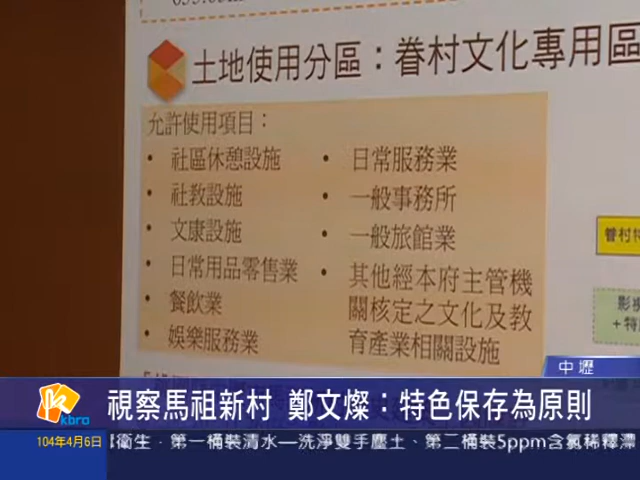 土地使用分區：眷村文化專用區
允許使用項目：
• 社區休憩設施
• 社教設施
• 文康設施
• 日常用品零售業
• 餐飲業
• 娛樂服務業
• 日常服務業
• 一般事務所
• 一般旅館業
• 其他經本府主管機
關核定之文化及教
育產業相關設施
眷村特
影視
+特
中壢
視察馬祖新村 鄭文燦：特色保存為原則
kbro
104年4月6日
衛生．第一桶裝清水—洗淨雙手塵土、第二桶裝5ppm含氯稀釋漂